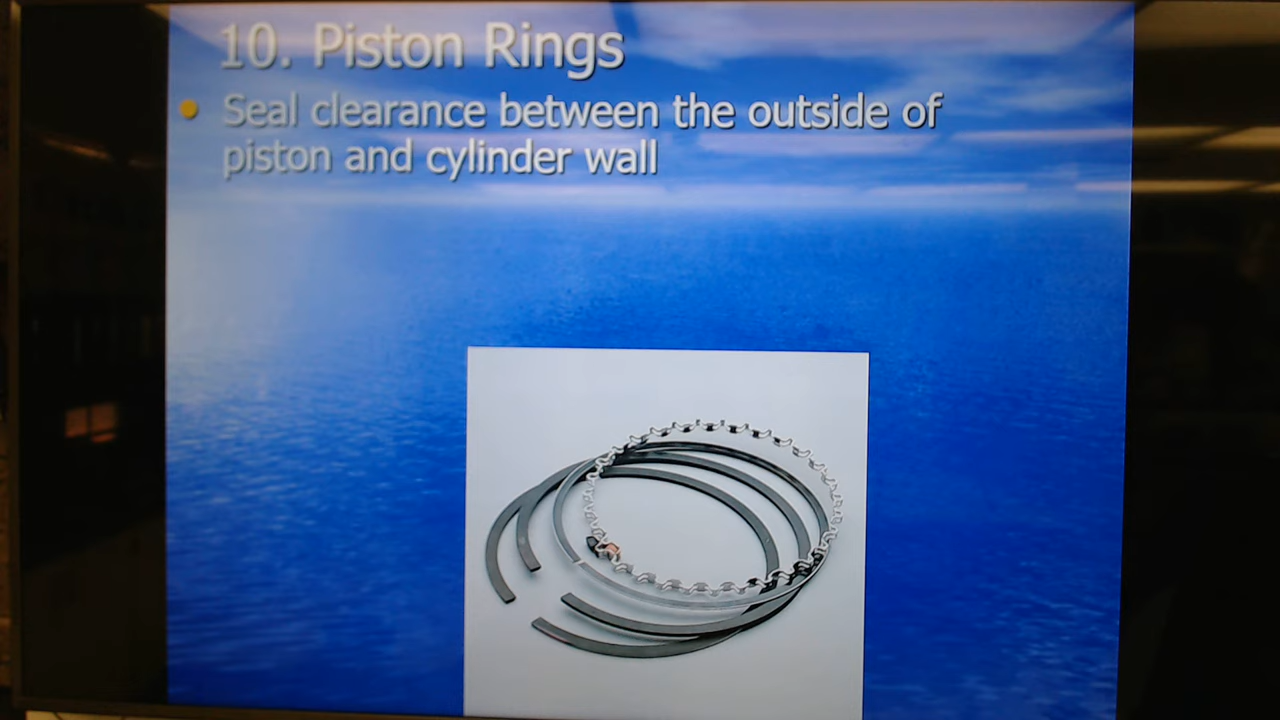 10. Piston Rings
Seal clearance between the outside of
piston and cylinder wall